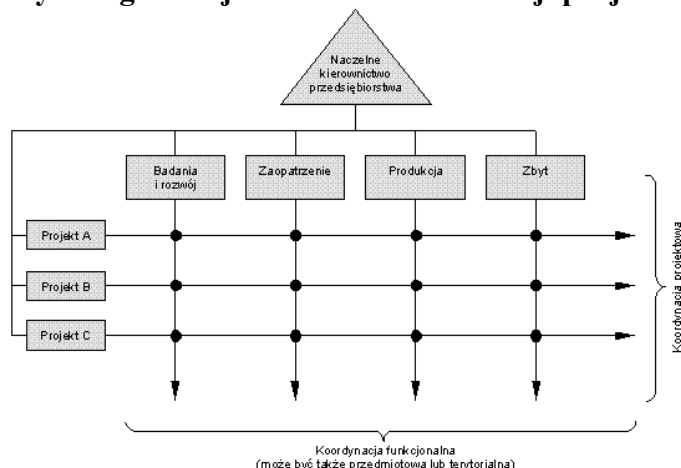 Naczelne
kierownictwo
przedsiębiorstwa
Badania
i rozwój
Zaopatrzenie
Produkcja
Zbyt
Projekt A
Projekt B
Projekt C
Koordynacja projektowa
Koordynacja funkcjonalna
(może być także przedmiotowa lub terytorialna)